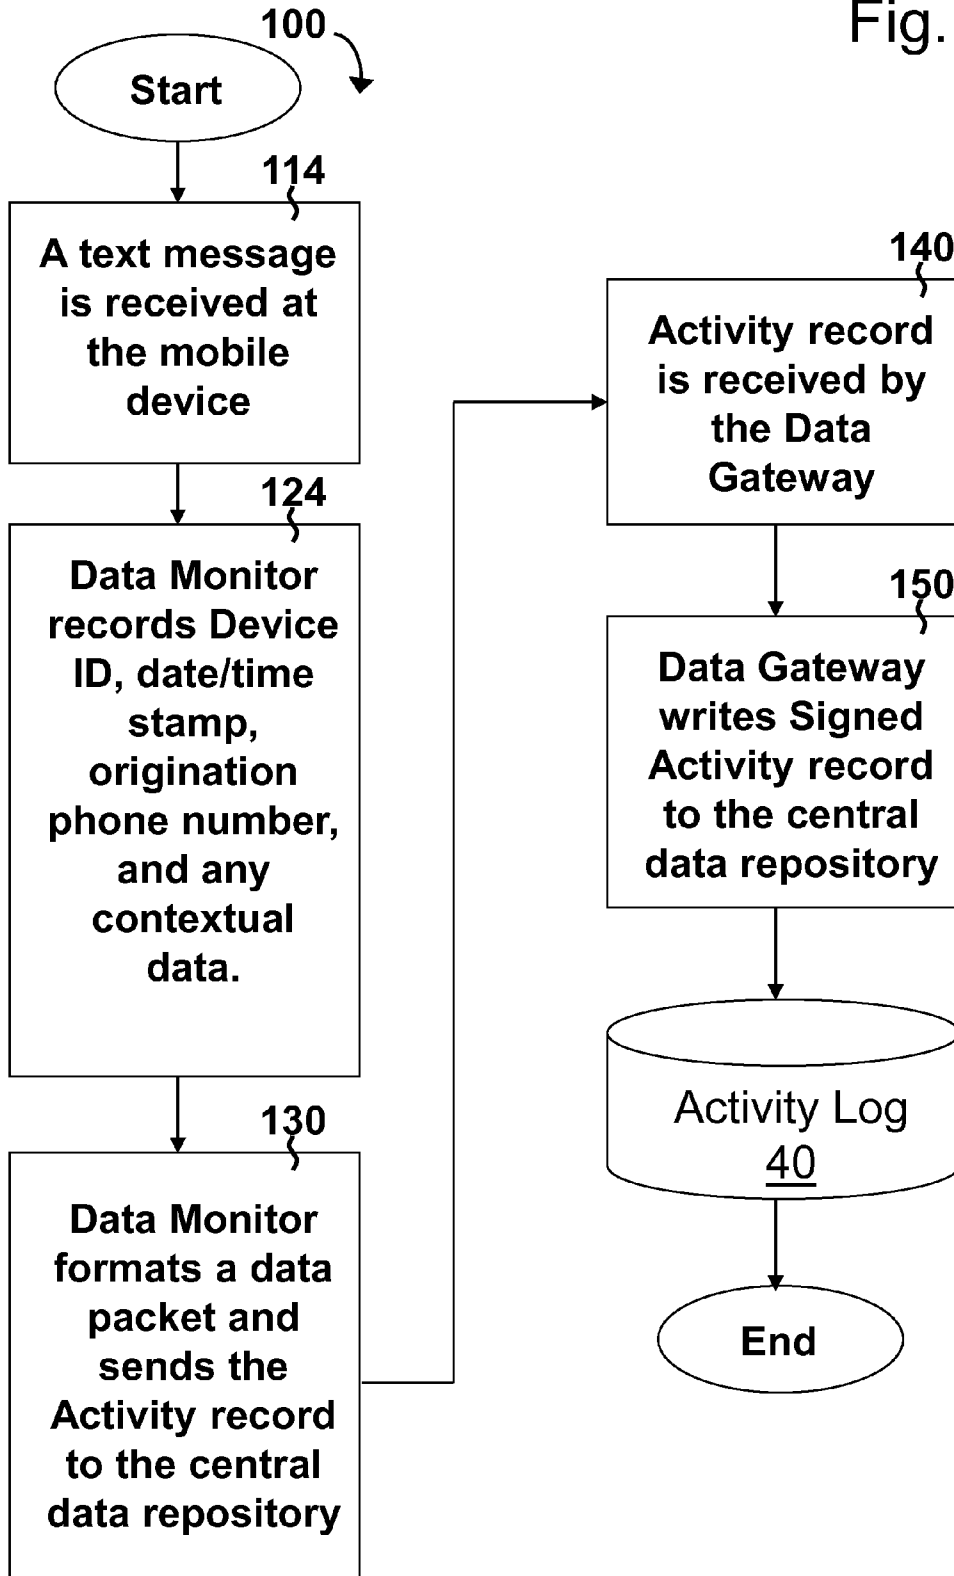 100
Fig.
Start
114
A text message
is received at
the mobile
device
124
Data Monitor
records Device
ID, date/time
stamp,
origination
phone number,
and any
contextual
data.
130
Data Monitor
formats a data
packet and
sends the
Activity record
to the central
data repository
140
Activity record
is received by
the Data
Gateway
150
Data Gateway
writes Signed
Activity record
to the central
data repository
Activity Log
40
End